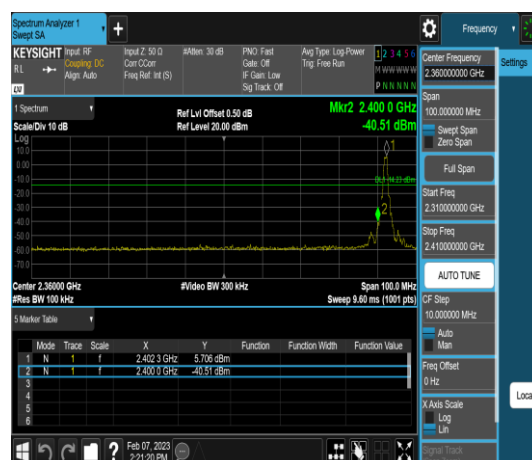 Spectrum Analyzer 1
Swept SA
+
Frequency
KEYSIGHT
RL
Input: RF
Coupling: DC
Align: Auto
Input Z: 50 Ω
Corr CCorr
Freq Ref: Int (S)
#Atten: 30 dB
PNO: Fast
Gate: Off
IF Gain: Low
Sig Track: Off
Avg Type: Log-Power
Trig: Free Run
1 2 3 4 5 6
M W W W W W
P N N N N N
LXI
1 Spectrum
Scale/Div 10 dB
Ref Lvl Offset 0.50 dB
Ref Level 20.00 dBm
Mkr2 2.400 0 GHz
-40.51 dBm
Log
10.0
0.00
-10.0
-20.0
-30.0
-40.0
-50.0
-60.0
-70.0
1
2
Center 2.36000 GHz
#Res BW 100 kHz
#Video BW 300 kHz
Span 100.0 MHz
Sweep 9.60 ms (1001 pts)
5 Marker Table
Mode Trace Scale X Y Function Function Width Function Value
1 N 1 f 2.402 3 GHz 5.706 dBm
2 N 1 f 2.400 0 GHz -40.51 dBm
3
4
5
6
Feb 07, 2023
2:21:20 PM
?
Center Frequency
2.360000000 GHz
Settings
Span
100.000000 MHz
Swept Span
Zero Span
Full Span
Start Freq
2.310000000 GHz
Stop Freq
2.410000000 GHz
AUTO TUNE
CF Step
10.000000 MHz
Auto
Man
Freq Offset
0 Hz
X Axis Scale
Log
Lin
Signal Track
Loca